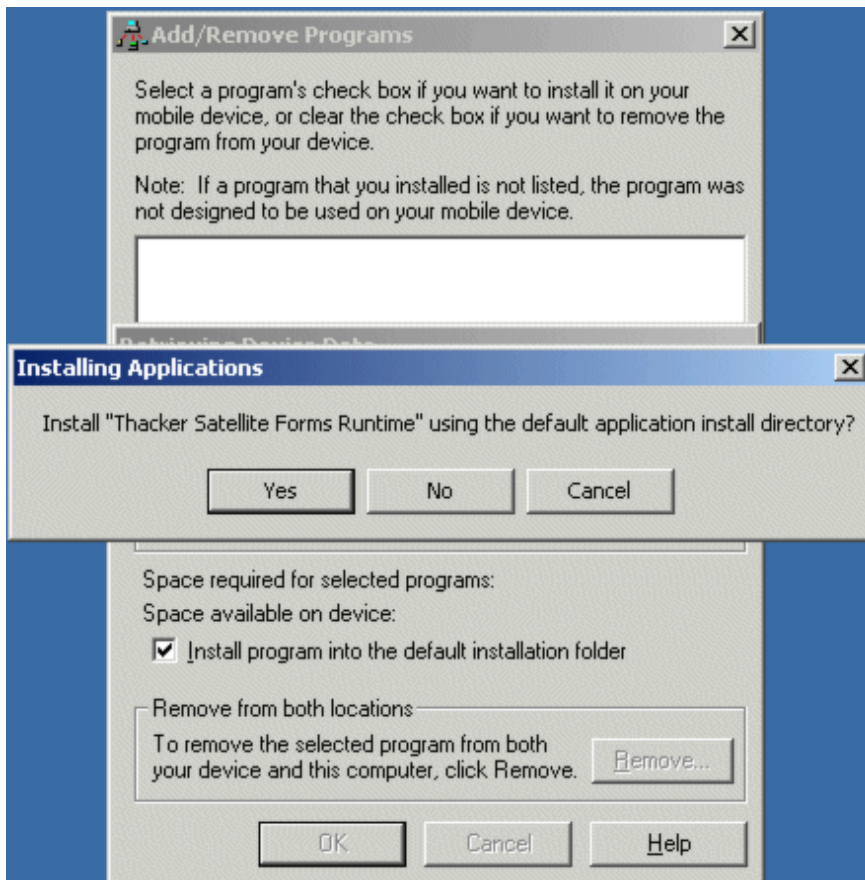 Add/Remove Programs
Select a program's check box if you want to install it on your
mobile device, or clear the check box if you want to remove the
program from your device.
Note: If a program that you installed is not listed, the program was
not designed to be used on your mobile device.
Retrieving Device Data
Installing Applications
Install "Thacker Satellite Forms Runtime" using the default application install directory?
Yes No Cancel
Space required for selected programs:
Space available on device:
Install program into the default installation folder
Remove from both locations
To remove the selected program from both
your device and this computer, click Remove.
Remove...
OK Cancel Help